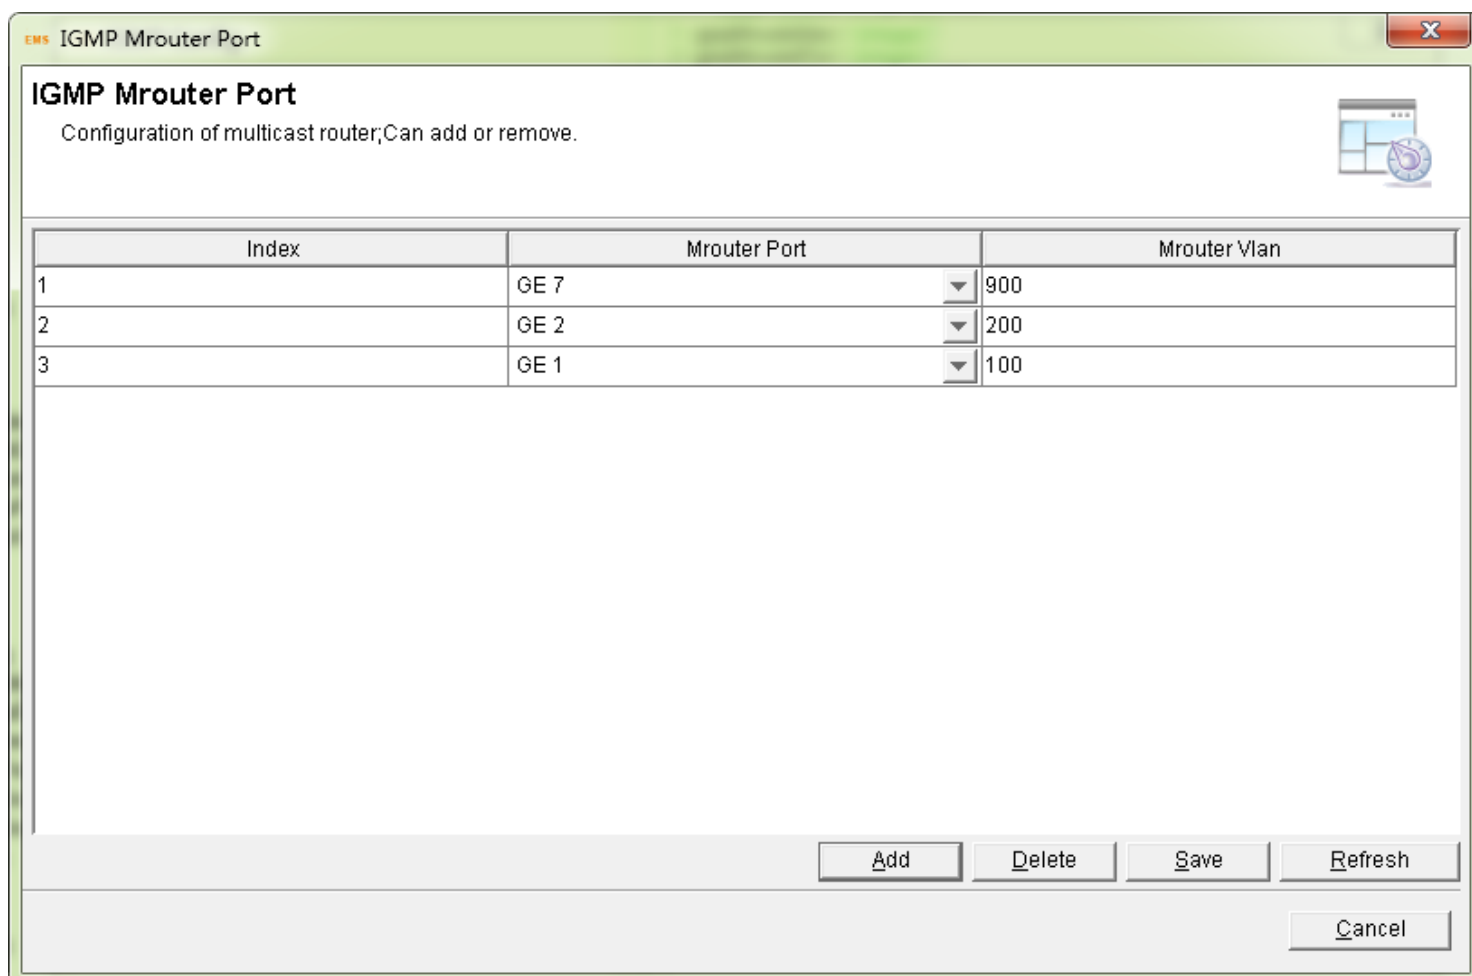 EMS IGMP Mrouter Port
IGMP Mrouter Port
Configuration of multicast router;Can add or remove.
Index Mrouter Port Mrouter Vlan
1 GE 7 900
2 GE 2 200
3 GE 1 100
Add Delete Save Refresh
Cancel